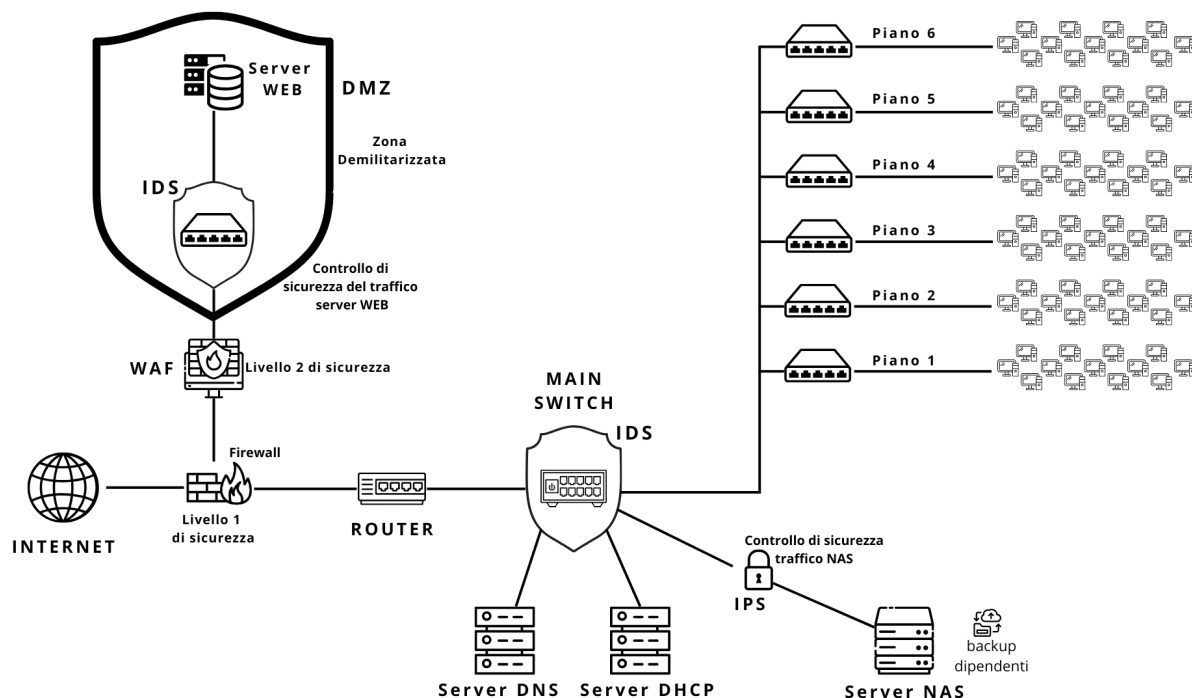 Server
WEB
DMZ
Zona
Demilitarizzata
IDS
Controllo di
sicurezza del traffico
server WEB
WAF
Livello 2 di sicurezza
Firewall
INTERNET
Livello 1
di sicurezza
ROUTER
MAIN
SWITCH
IDS
Piano 6
Piano 5
Piano 4
Piano 3
Piano 2
Piano 1
Controllo di sicurezza
traffico NAS
IPS
Server DNS
Server DHCP
Server NAS
backup
dipendenti